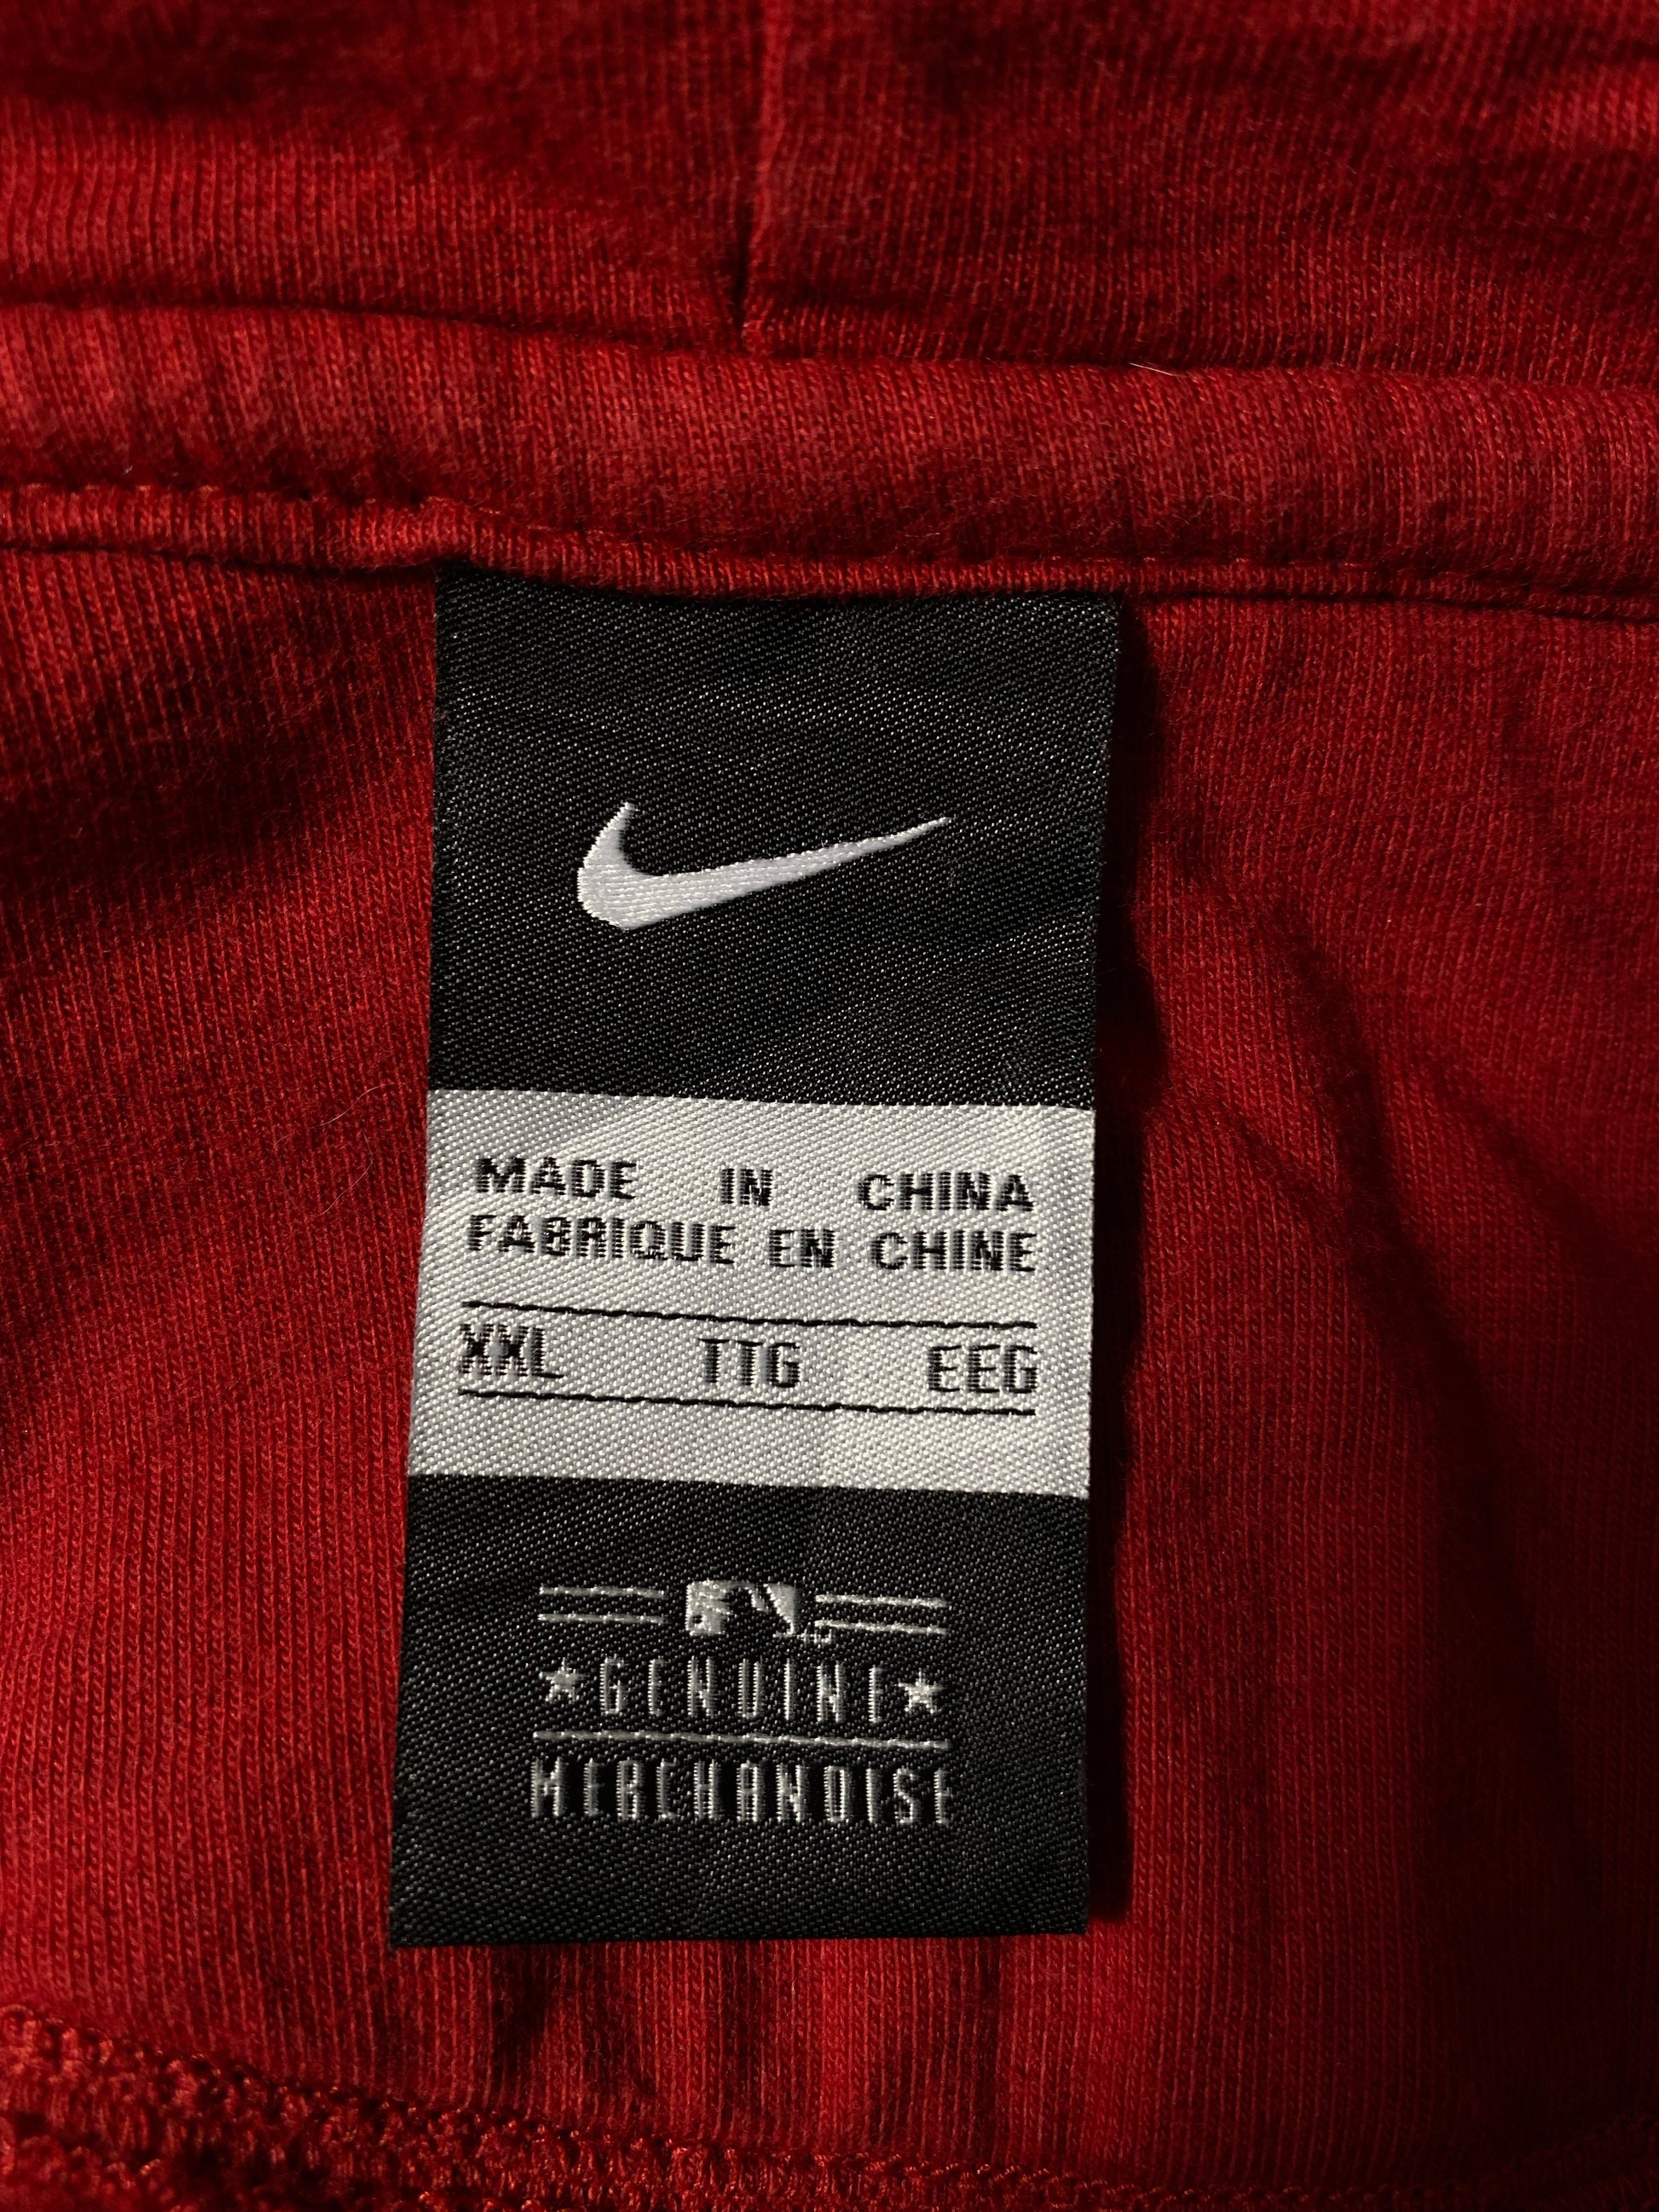 MADE IN CHINA
FABRIQUE EN CHINE
XXL TTG EEG
GENUINE
MERCHANDISE